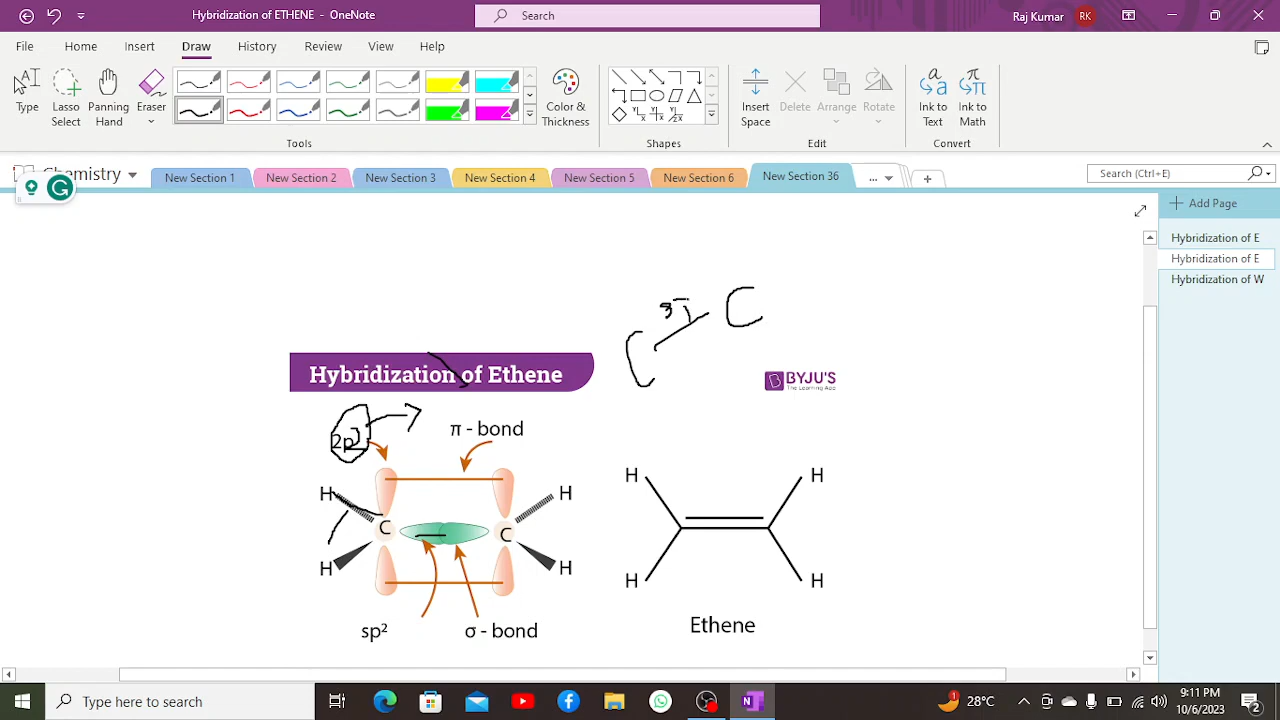 Hybridization of ETHENE - OneNote
Search
Raj Kumar
RK
File Home Insert Draw History Review View Help
Type
Lasso Select
Panning Hand
Eraser
Color & Thickness
Insert Space
Delete
Arrange
Rotate
Ink to Text
Ink to Math
Tools
Shapes
Edit
Convert
Chemistry
New Section 1
New Section 2
New Section 3
New Section 4
New Section 5
New Section 6
New Section 36
...
Search (Ctrl+E)
Add Page
Hybridization of E
Hybridization of E
Hybridization of W
C
C
Hybridization of Ethene
BYJU'S
The Learning App
2p
π - bond
H H H H
C C
H H H H
sp² σ - bond
Ethene
Type here to search
1
28°C
9:11 PM
10/6/2023
2